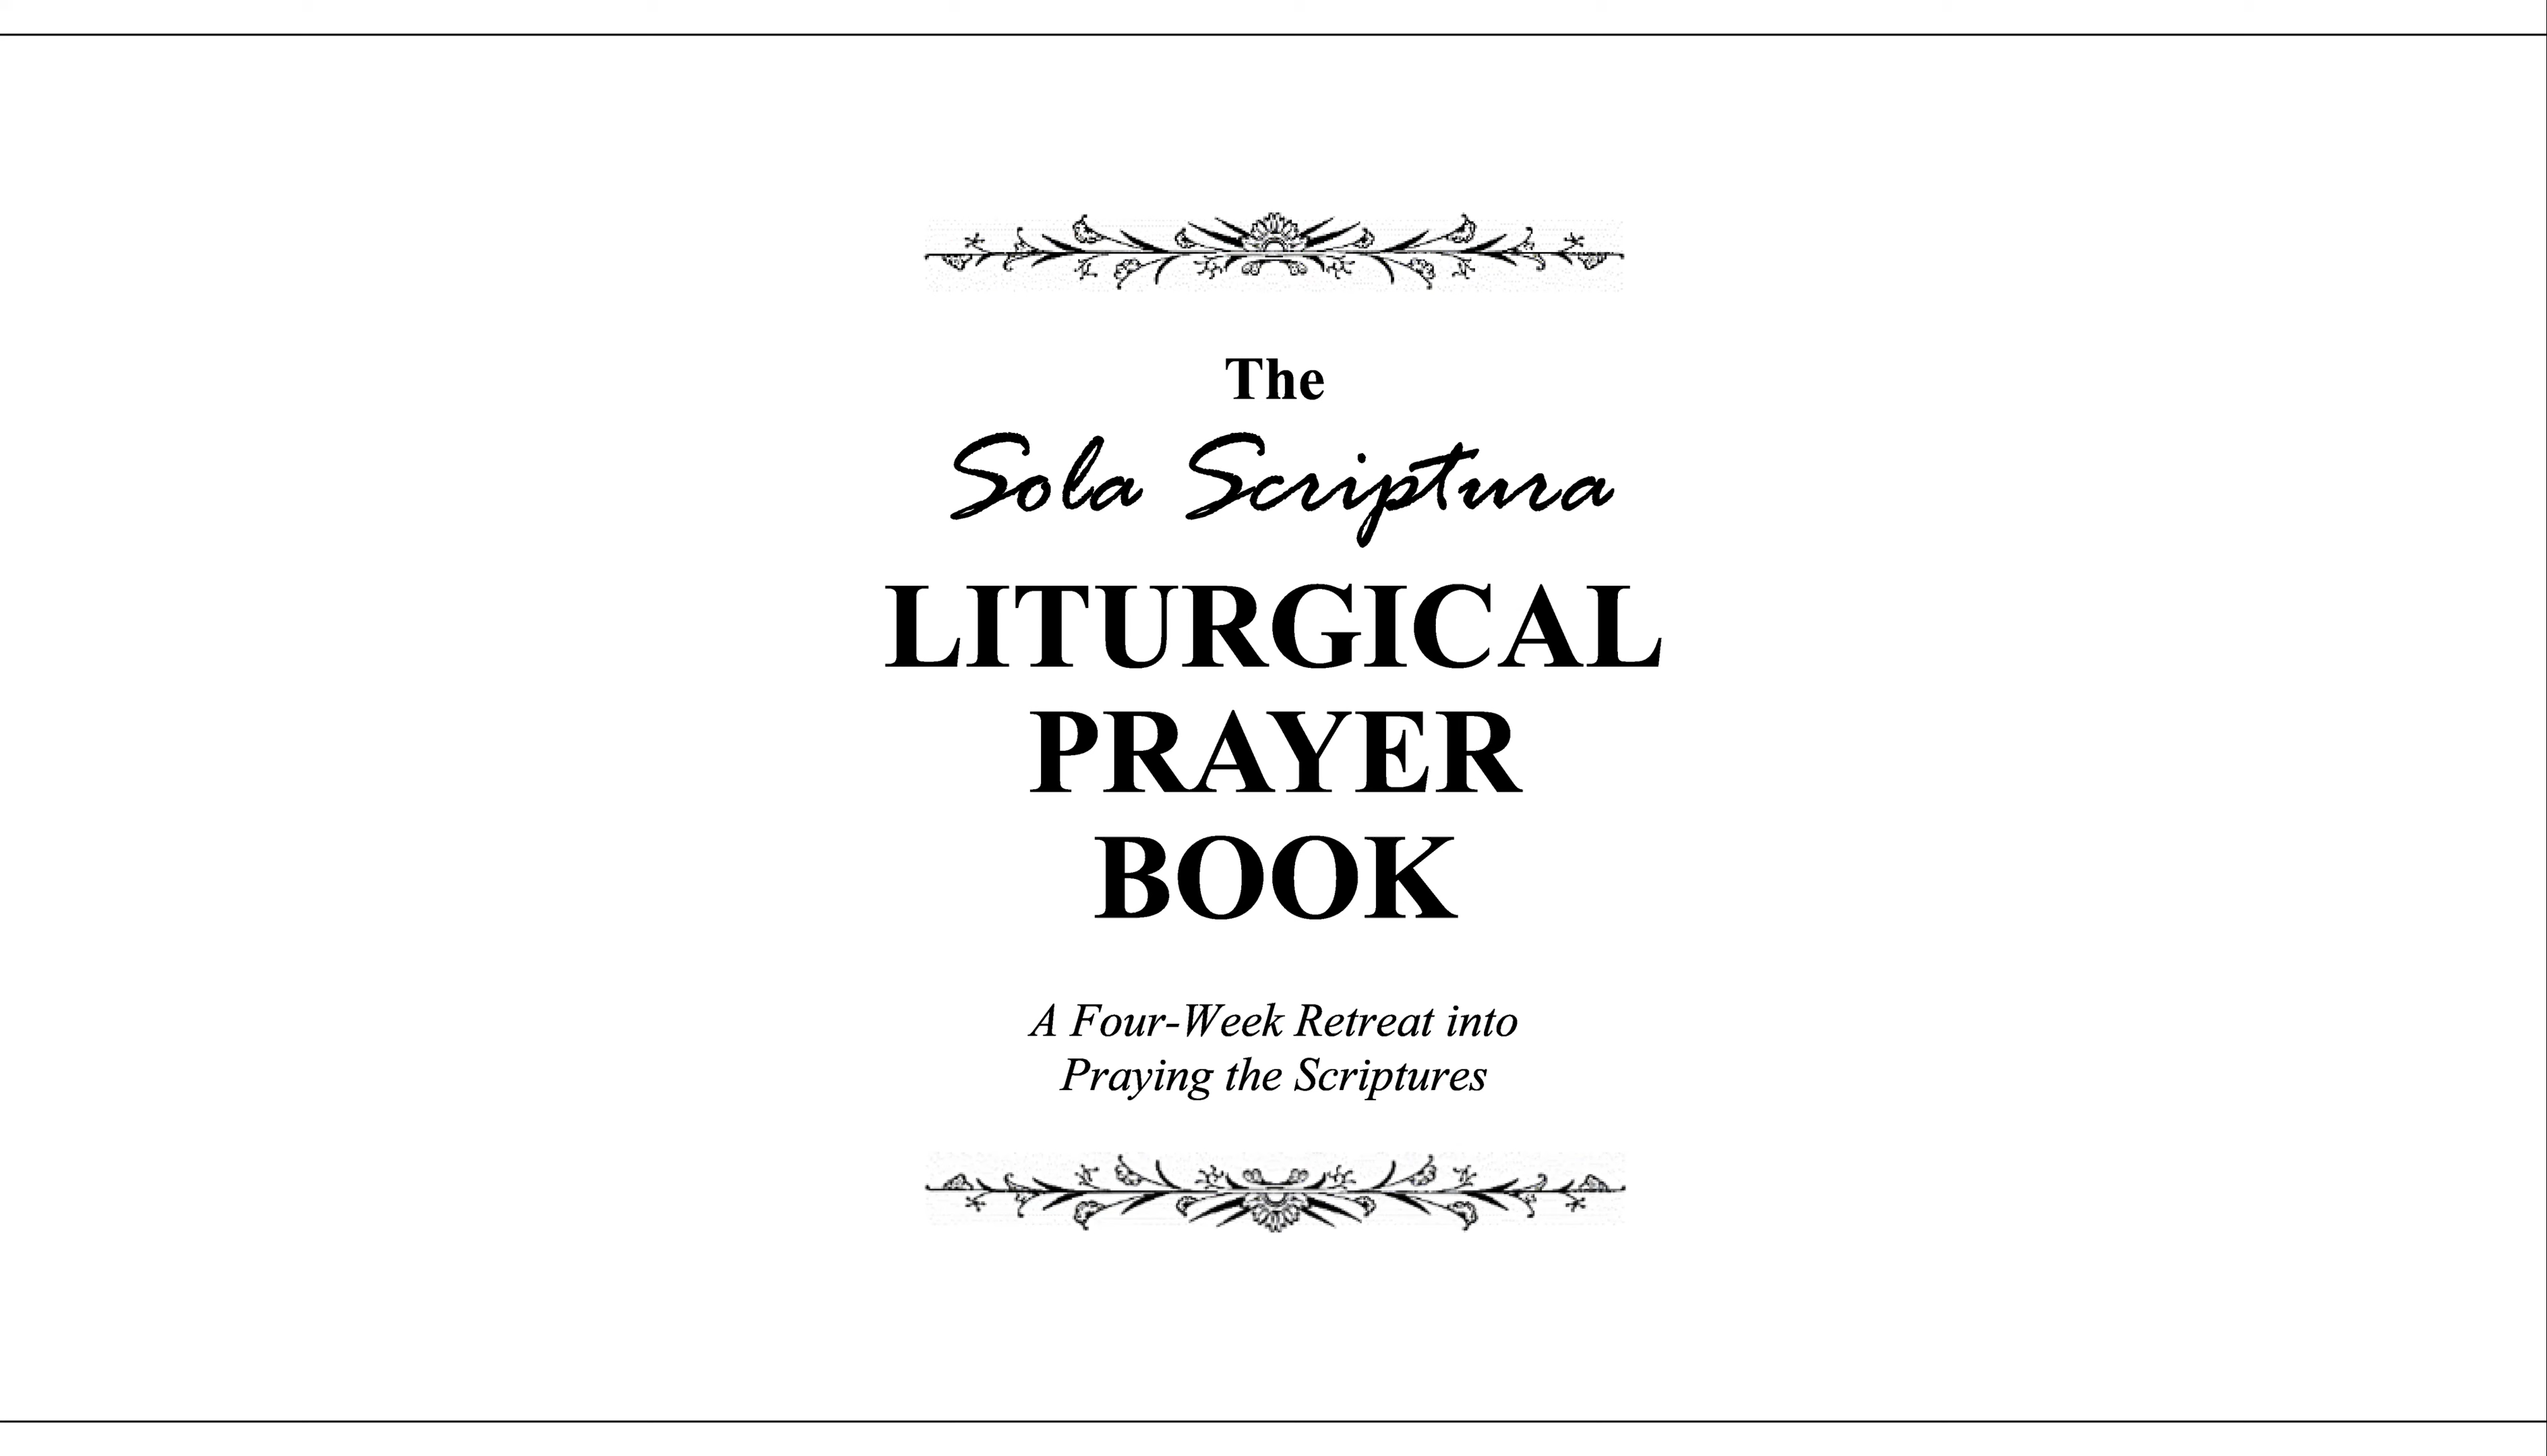 The
Sola Scriptura
LITURGICAL
PRAYER
BOOK
A Four-Week Retreat into
Praying the Scriptures